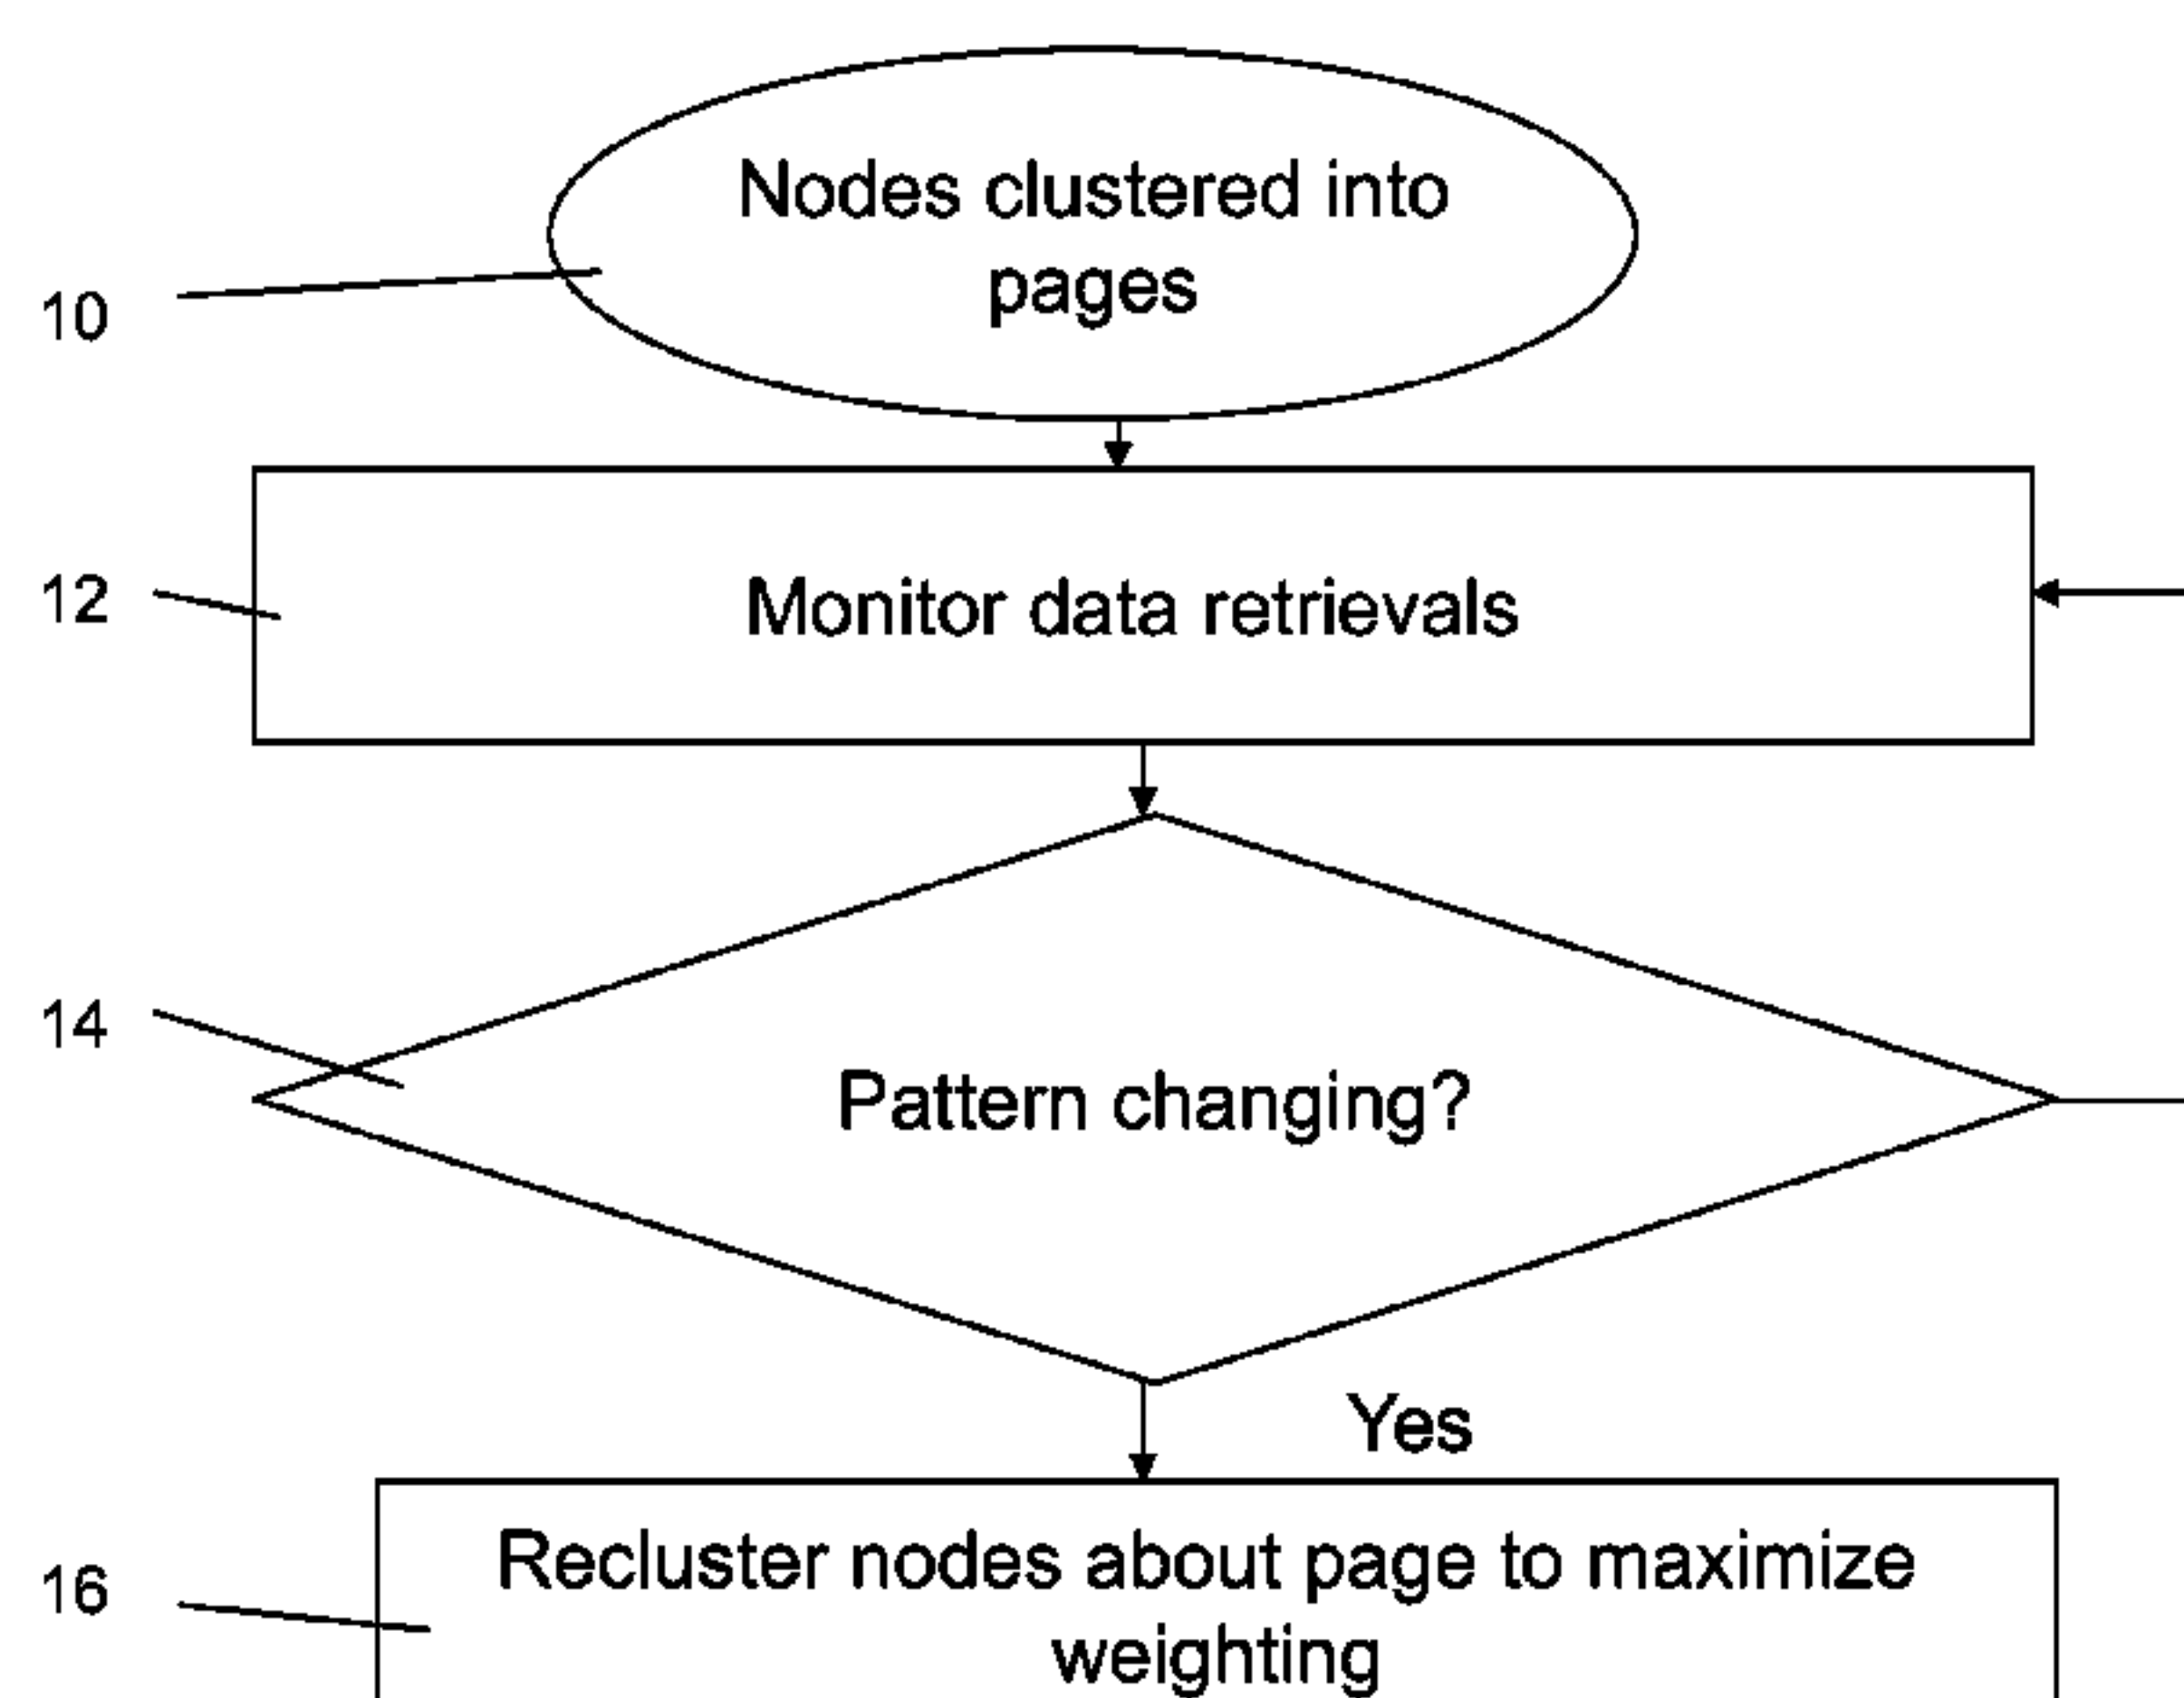 Nodes clustered into
pages
10
12
Monitor data retrievals
14
Pattern changing?
Yes
Recluster nodes about page to maximize
16
weighting